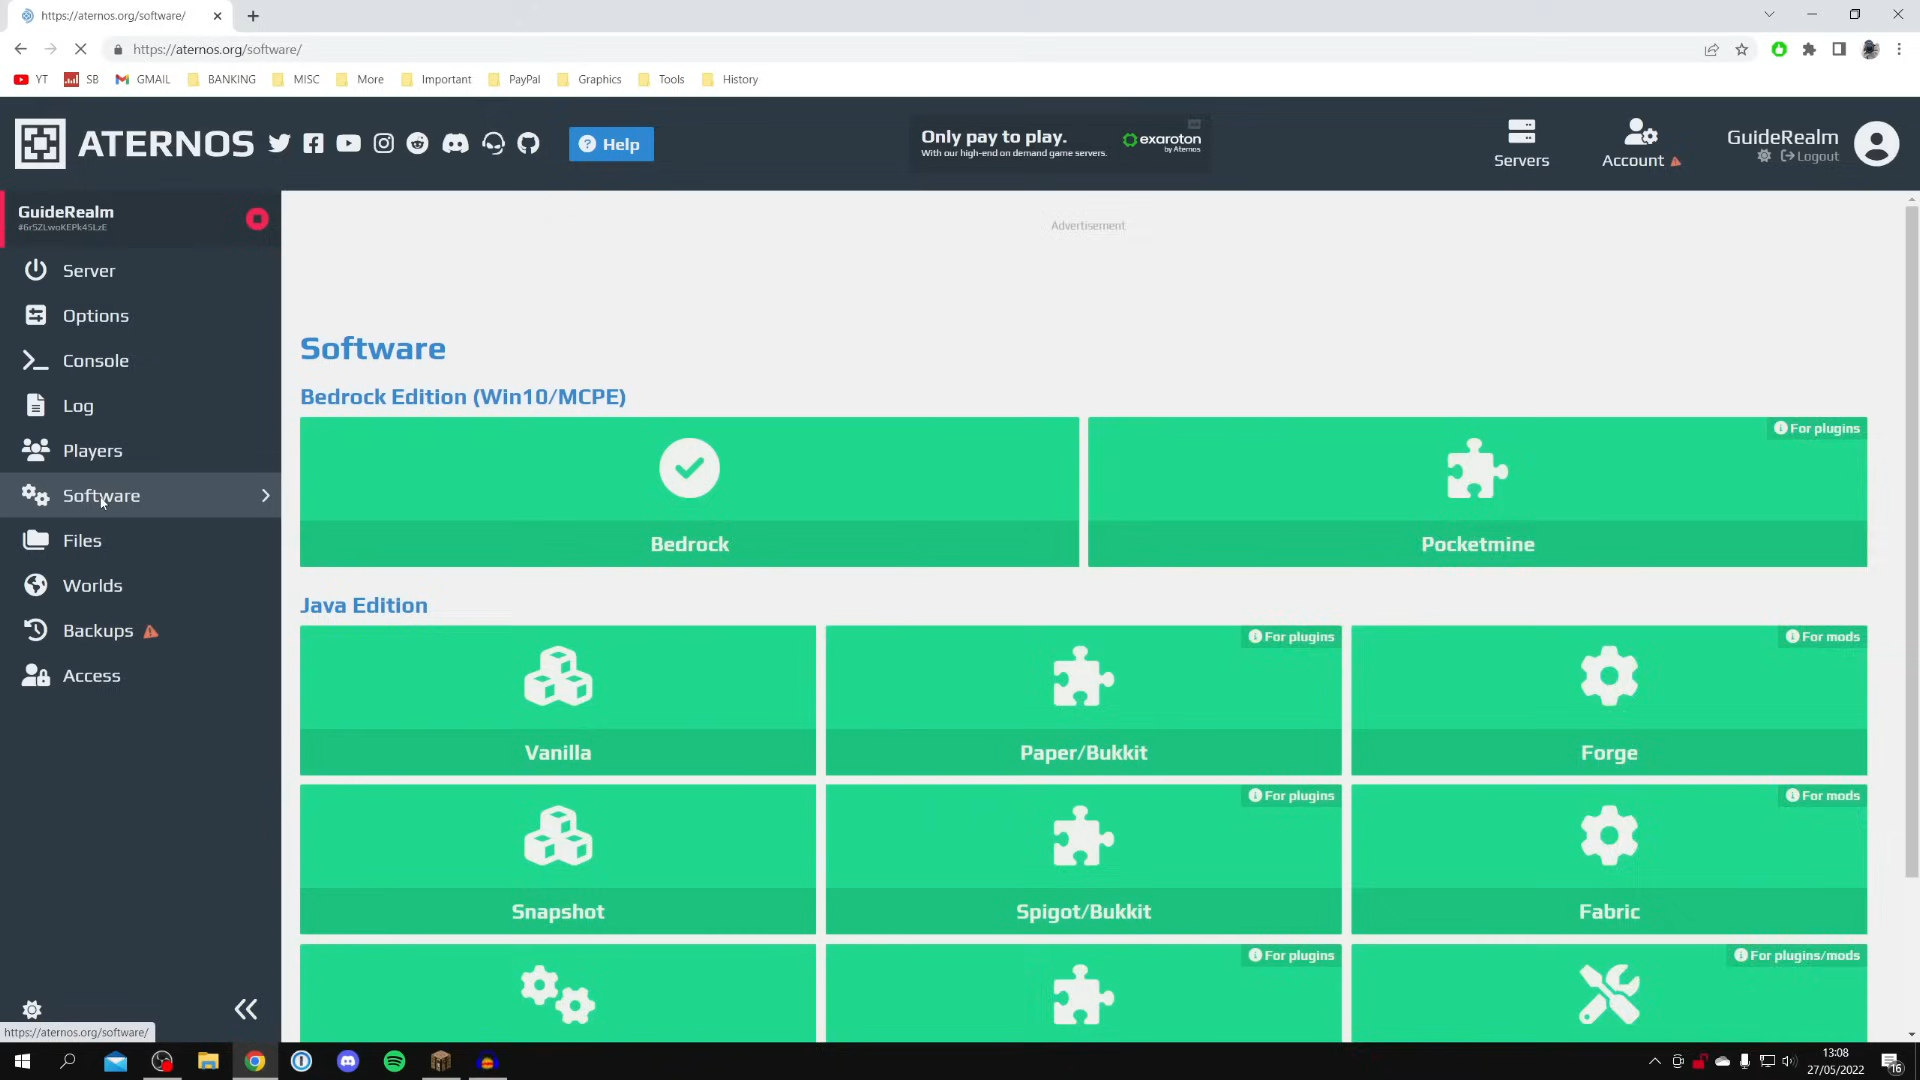 https://aternos.org/software/
https://aternos.org/software/
YT
SB
GMAIL
BANKING
MISC
More
Important
PayPal
Graphics
Tools
History
ATERNOS
Help
Only pay to play.
With our high-end on demand game servers.
exaroton
by Aternos
Servers
Account
GuideRealm
Logout
GuideRealm
Server
Options
Console
Log
Players
Software
Files
Worlds
Backups
Access
Advertisement
Software
Bedrock Edition (Win10/MCPE)
Bedrock
For plugins
Pocketmine
Java Edition
Vanilla
For plugins
Paper/Bukkit
For mods
Forge
Snapshot
For plugins
Spigot/Bukkit
For mods
Fabric
For plugins
For plugins/mods
https://aternos.org/software/
13:08
27/05/2022
16